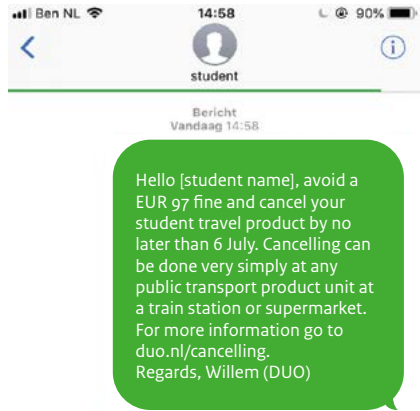 Ben NL 14:58 90%
student
Bericht
Vandaag 14:58
Hello [student name], avoid a
EUR 97 fine and cancel your
student travel product by no
later than 6 July. Cancelling can
be done very simply at any
public transport product unit at
a train station or supermarket.
For more information go to
duo.nl/cancelling.
Regards, Willem (DUO)